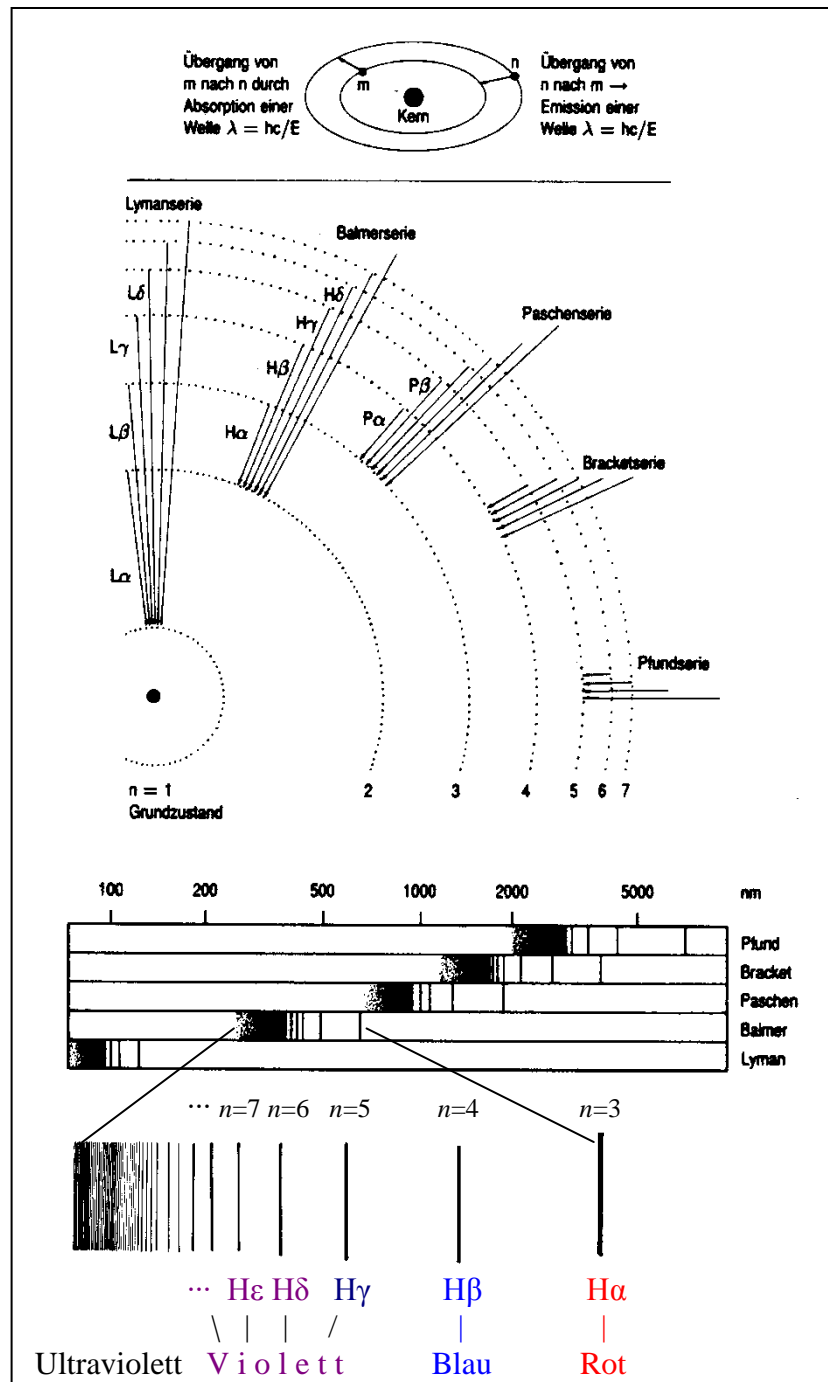 Übergang von
m nach n durch
Absorption einer
Welle λ = hc/E
m
n
Kern
Übergang von
n nach m →
Emission einer
Welle λ = hc/E
Lymanserie
Balmerserie
Lδ
Hδ
Hγ
Paschenserie
Lγ
Hβ
Pβ
Lβ
Hα
Pα
Bracketserie
Lα
Pfundserie
n = 1
Grundzustand
2
3
4
5
6
7
100
200
500
1000
2000
5000
nm
Pfund
Bracket
Paschen
Balmer
Lyman
... n=7 n=6 n=5 n=4 n=3
... Hε Hδ Hγ Hβ Hα
Ultraviolett Violett Blau Rot